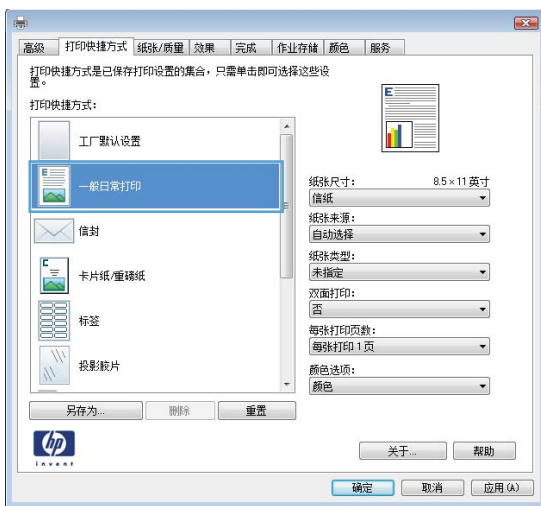 高级 打印快捷方式 纸张/质量 效果 完成 作业存储 颜色 服务
打印快捷方式是已保存打印设置的集合，只需单击即可选择这些设
置。
打印快捷方式：
工厂默认设置
一般日常打印
信封
卡片纸/重磅纸
标签
投影胶片
另存为... 删除 重置
E
纸张尺寸： 8.5×11 英寸
信纸
纸张来源：
自动选择
纸张类型：
未指定
双面打印：
否
每张打印页数：
每张打印 1 页
颜色选项：
颜色
hp
invent
关于... 帮助
确定 取消 应用(A)